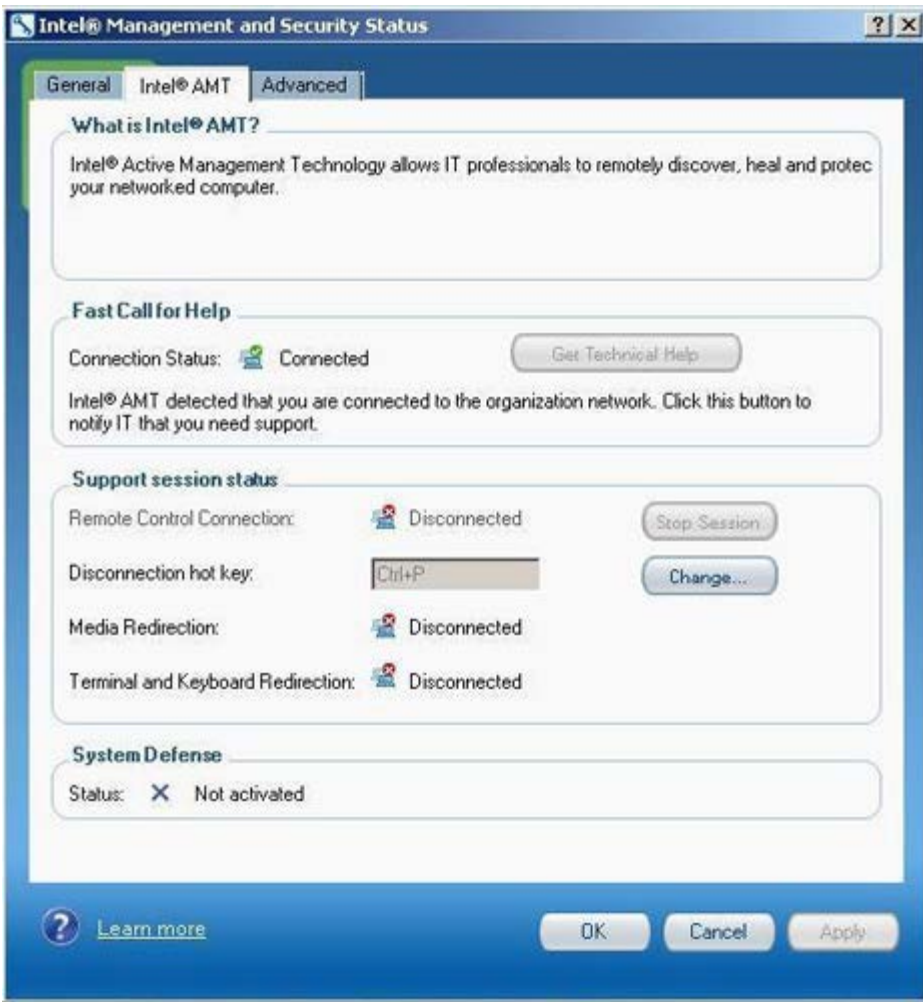 Intel® Management and Security Status
General
Intel® AMT
Advanced
What is Intel® AMT?
Intel® Active Management Technology allows IT professionals to remotely discover, heal and protec
your networked computer.
Fast Call for Help
Connection Status: Connected
Get Technical Help
Intel® AMT detected that you are connected to the organization network. Click this button to
notify IT that you need support.
Support session status
Remote Control Connection: Disconnected
Stop Session
Disconnection hot key: Ctrl+P
Change...
Media Redirection: Disconnected
Terminal and Keyboard Redirection: Disconnected
System Defense
Status: Not activated
Learn more
OK
Cancel
Apply